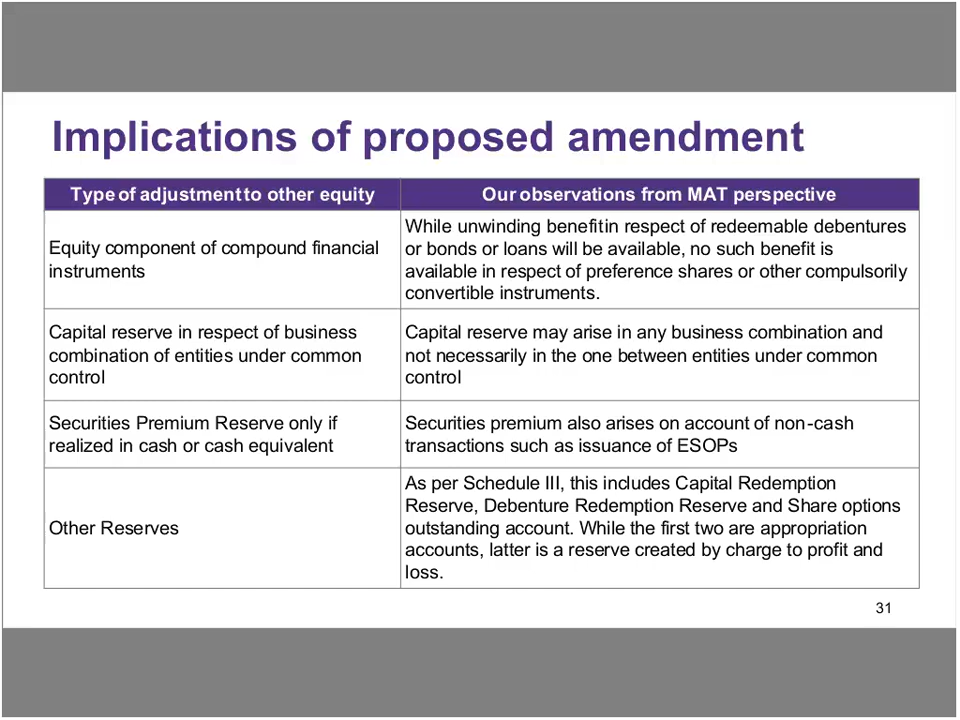 Implications of proposed amendment
Type of adjustment to other equity
Our observations from MAT perspective
Equity component of compound financial
instruments
While unwinding benefit in respect of redeemable debentures
or bonds or loans will be available, no such benefit is
available in respect of preference shares or other compulsorily
convertible instruments.
Capital reserve in respect of business
combination of entities under common
control
Capital reserve may arise in any business combination and
not necessarily in the one between entities under common
control
Securities Premium Reserve only if
realized in cash or cash equivalent
Securities premium also arises on account of non-cash
transactions such as issuance of ESOPs
Other Reserves
As per Schedule III, this includes Capital Redemption
Reserve, Debenture Redemption Reserve and Share options
outstanding account. While the first two are appropriation
accounts, latter is a reserve created by charge to profit and
loss.
31